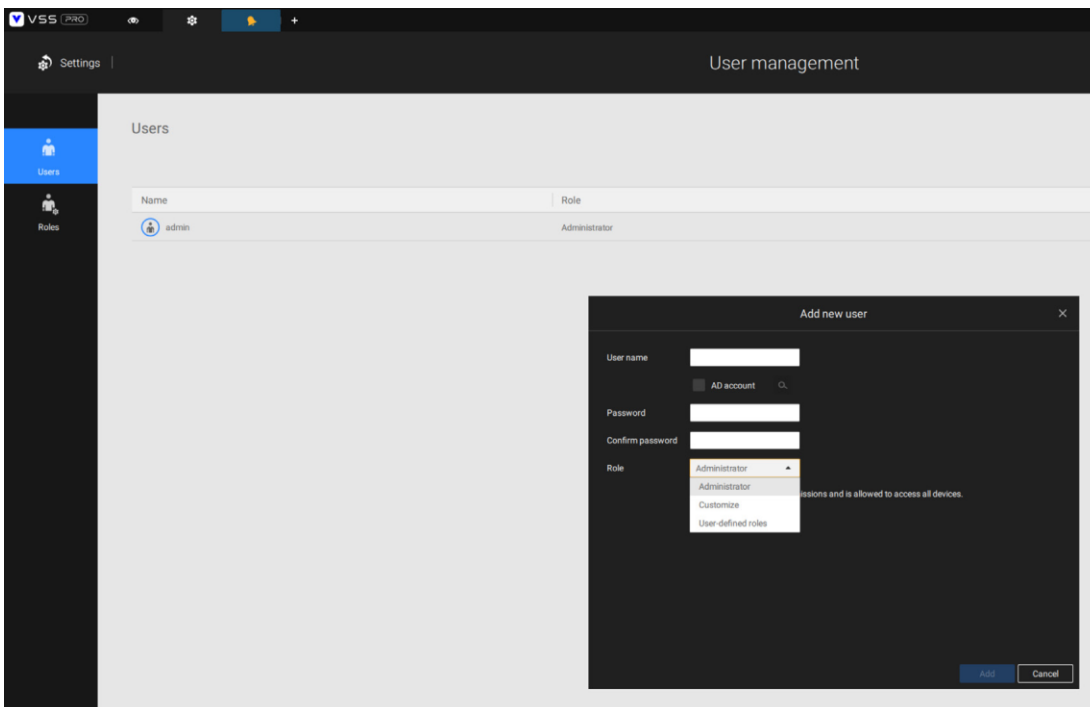 VSS PRO
+
Settings
User management
Users
Users
Roles
Name Role
admin Administrator
Add new user
User name
AD account
Password
Confirm password
Role Administrator
Administrator
issions and is allowed to access all devices.
Customize
User-defined roles
Add Cancel